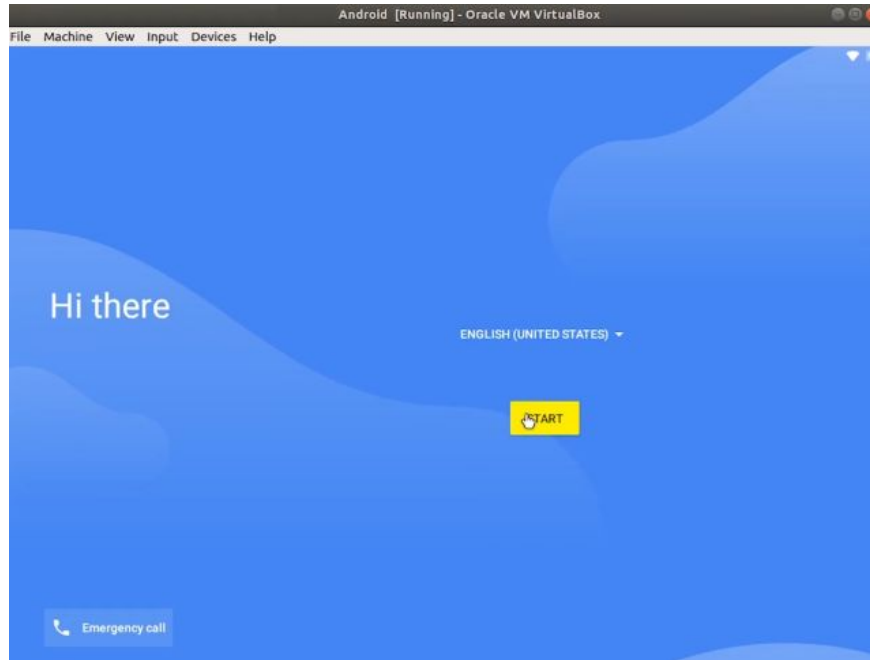 Android [Running] - Oracle VM VirtualBox
File Machine View Input Devices Help
Hi there
ENGLISH (UNITED STATES)
START
Emergency call